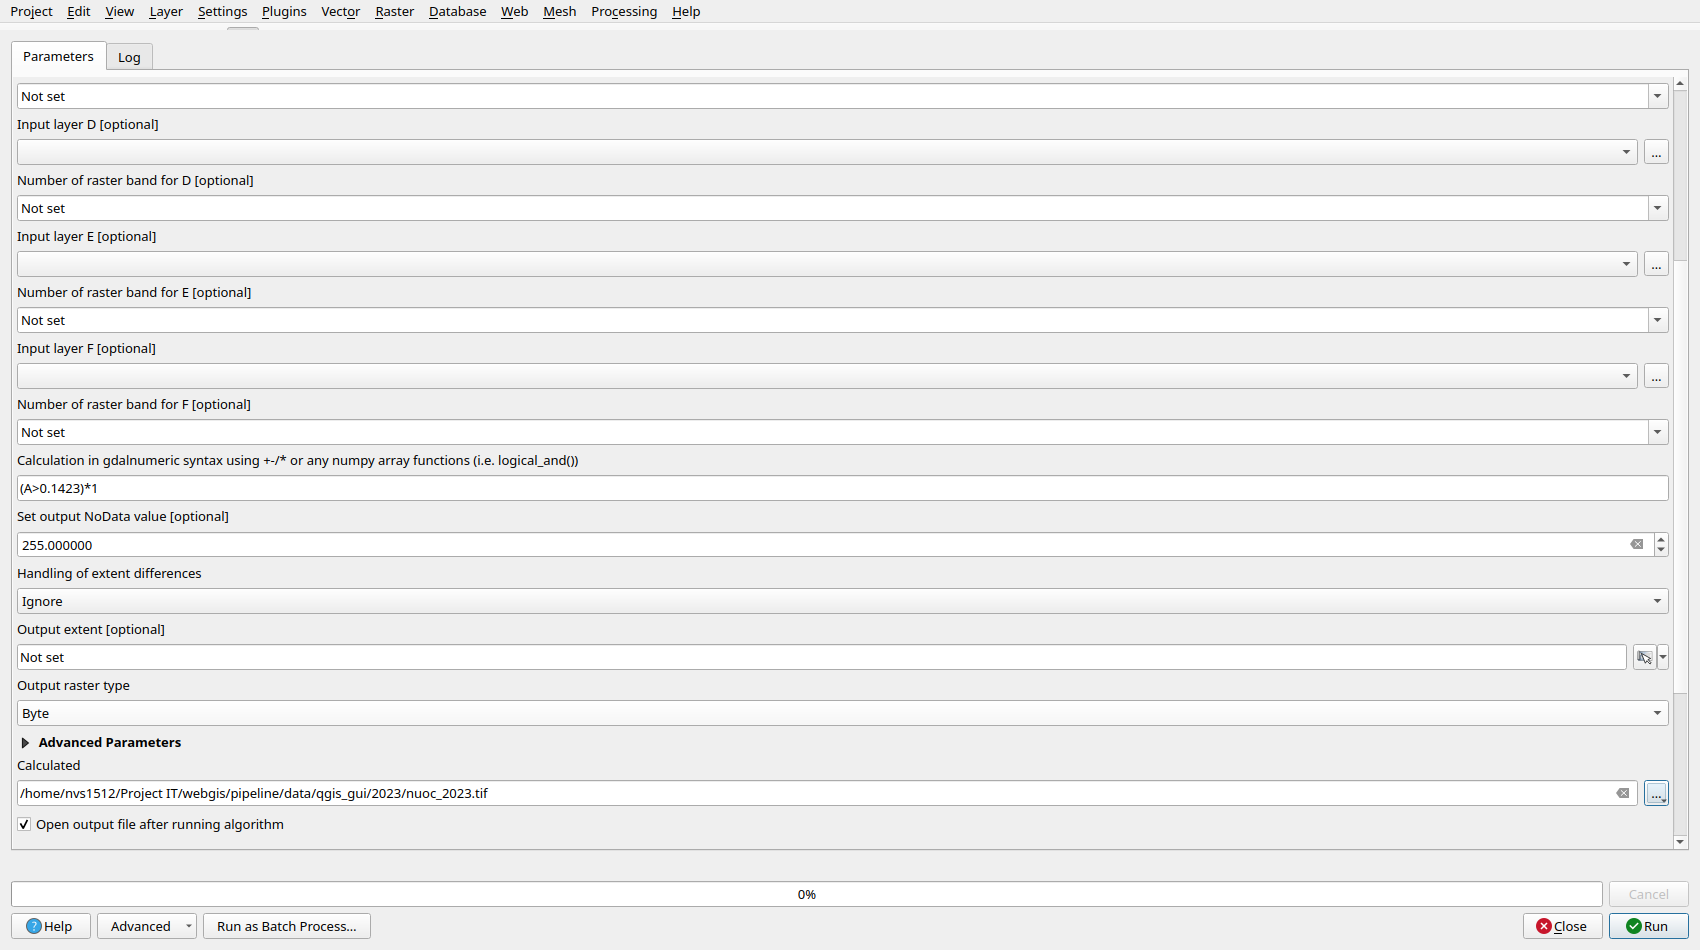 Project Edit View Layer Settings Plugins Vector Raster Database Web Mesh Processing Help
Parameters Log
Not set
Input layer D [optional]
...
Number of raster band for D [optional]
Not set
Input layer E [optional]
...
Number of raster band for E [optional]
Not set
Input layer F [optional]
...
Number of raster band for F [optional]
Not set
Calculation in gdalnumeric syntax using +-/* or any numpy array functions (i.e. logical_and())
(A>0.1423)*1
Set output NoData value [optional]
255.000000
Handling of extent differences
Ignore
Output extent [optional]
Not set
Output raster type
Byte
Advanced Parameters
Calculated
/home/nvs1512/Project IT/webgis/pipeline/data/qgis_gui/2023/nuoc_2023.tif ...
Open output file after running algorithm
0% Cancel
Help Advanced Run as Batch Process... Close Run